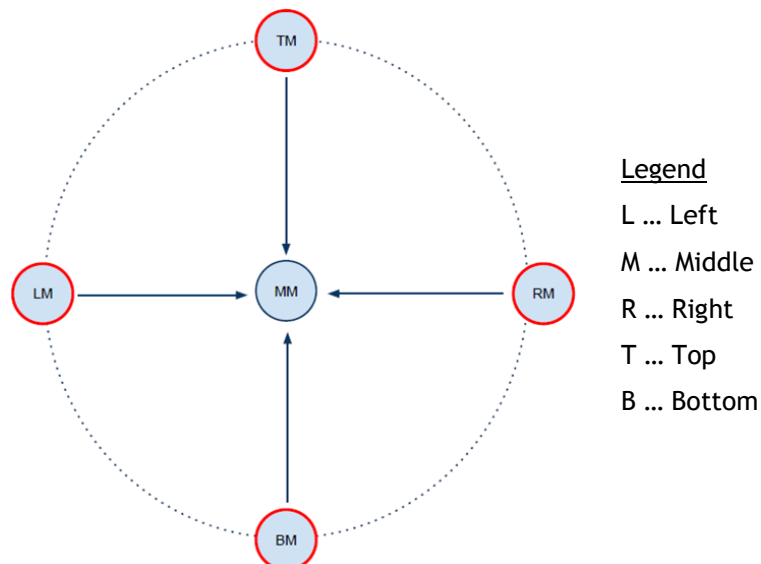 TM
LM
MM
RM
BM
Legend
L … Left
M … Middle
R … Right
T … Top
B … Bottom